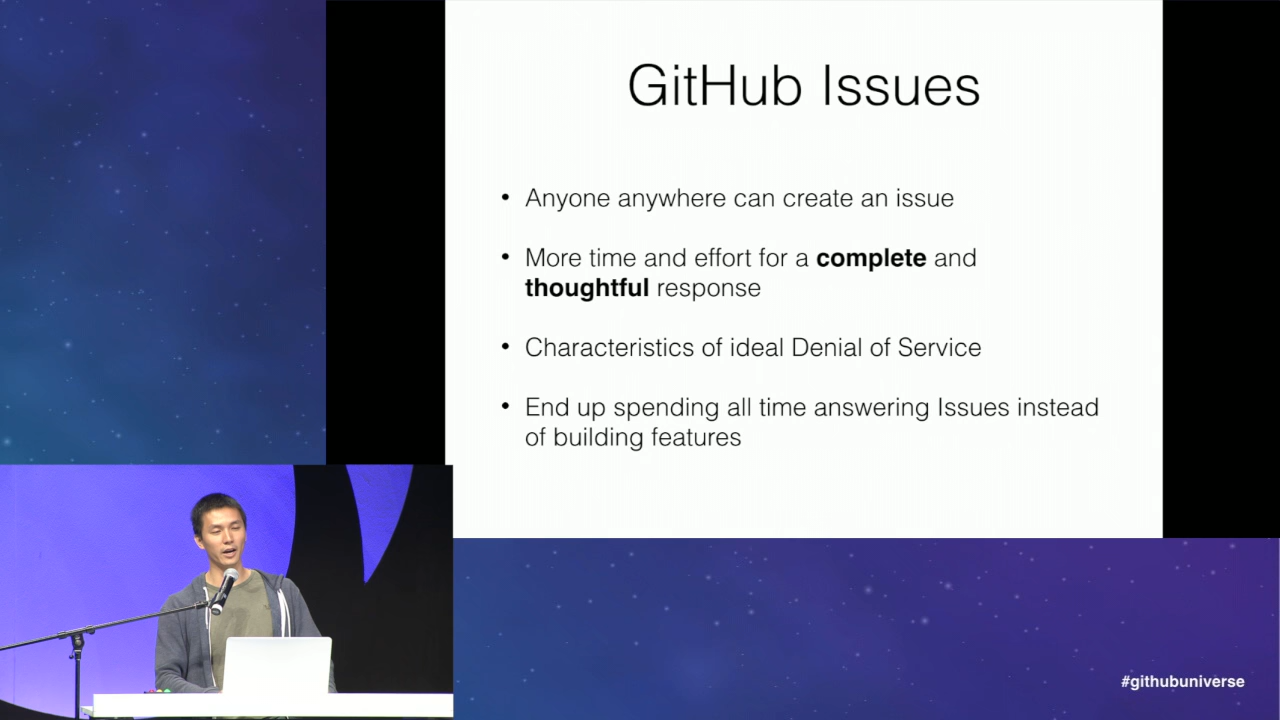 GitHub Issues
• Anyone anywhere can create an issue
• More time and effort for a complete and
thoughtful response
• Characteristics of ideal Denial of Service
• End up spending all time answering Issues instead
of building features
#githubuniverse